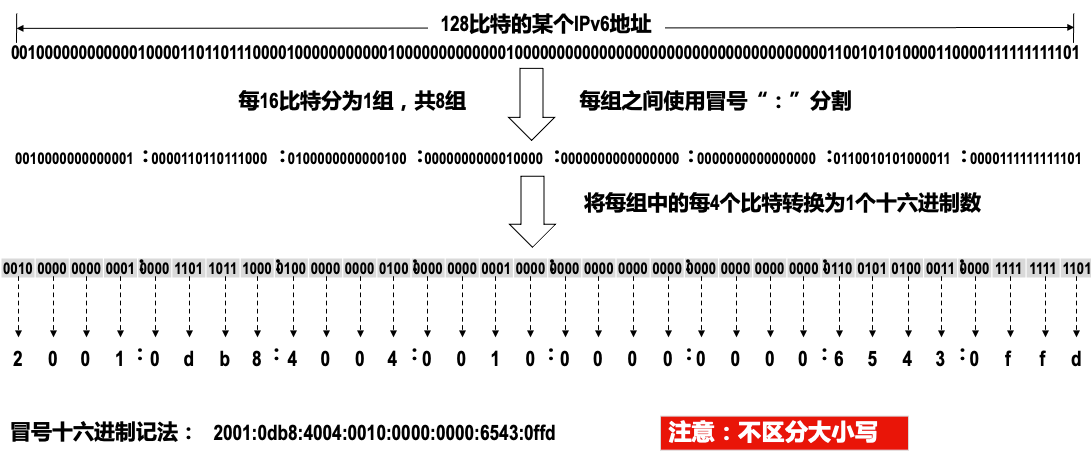 128比特的某个IPv6地址
00100000000000010000110110111000010000000000010000000000000100000000000000000000000000000000000001100101010000110000111111111101
每16比特分为1组，共8组 每组之间使用冒号“：”分割
0010000000000001 : 0000110110111000 : 0100000000000100 : 0000000000010000 : 0000000000000000 : 0000000000000000 : 0110010101000011 : 0000111111111101
将每组中的每4个比特转换为1个十六进制数
0010 0000 0000 0001 : 0000 1101 1011 1000 : 0100 0000 0000 0100 : 0000 0000 0001 0000 : 0000 0000 0000 0000 : 0000 0000 0000 0000 : 0110 0101 0100 0011 : 0000 1111 1111 1101
2 0 0 1 : 0 d b 8 : 4 0 0 4 : 0 0 1 0 : 0 0 0 0 : 0 0 0 0 : 6 5 4 3 : 0 f f d
冒号十六进制记法： 2001:0db8:4004:0010:0000:0000:6543:0ffd
注意：不区分大小写